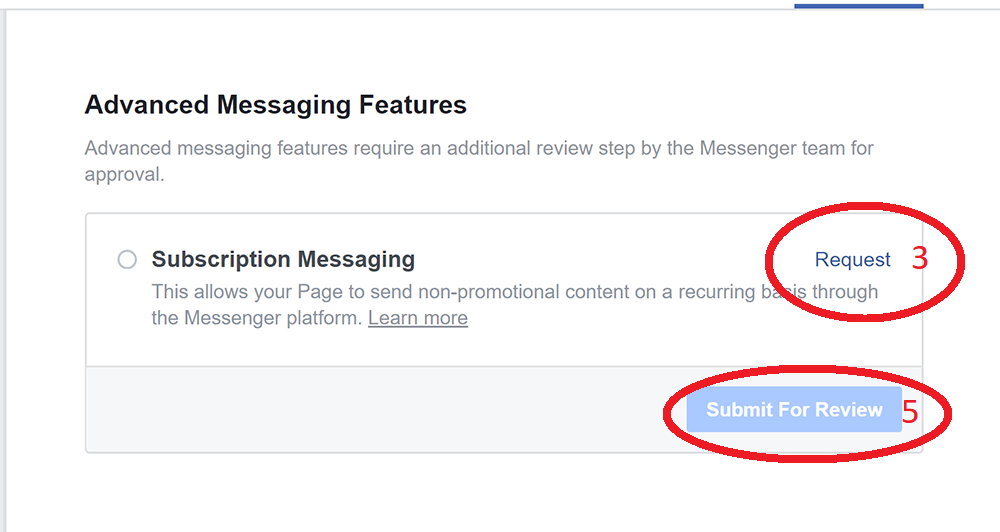 Advanced Messaging Features
Advanced messaging features require an additional review step by the Messenger team for
approval.
Subscription Messaging
Request 3
This allows your Page to send non-promotional content on a recurring basis through
the Messenger platform. Learn more
Submit For Review 5